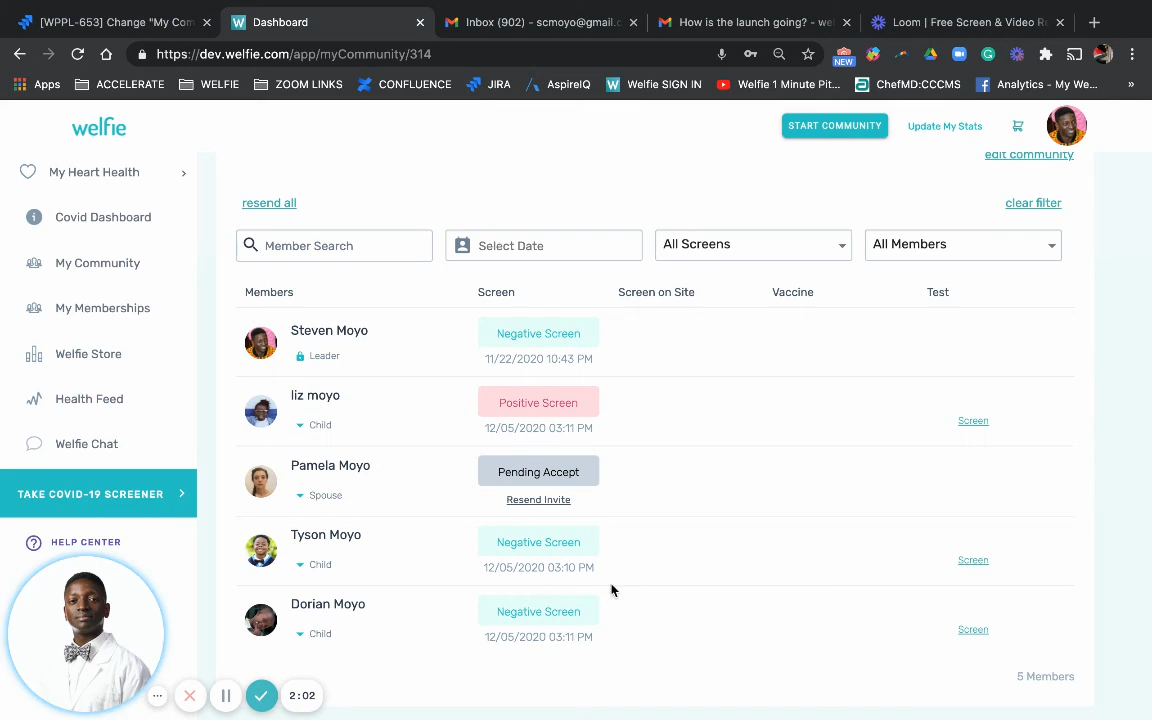 [WPPL-653] Change "My Com
Dashboard
Inbox (902) - scmoyo@gmail.c
How is the launch going? - wel
Loom | Free Screen & Video Re
https://dev.welfie.com/app/myCommunity/314
NEW
Apps
ACCELERATE
WELFIE
ZOOM LINKS
CONFLUENCE
JIRA
AspireIQ
Welfie SIGN IN
Welfie 1 Minute Pit...
ChefMD:CCCMS
Analytics - My We...
»
welfie
START COMMUNITY
Update My Stats
edit community
My Heart Health
Covid Dashboard
My Community
My Memberships
Welfie Store
Health Feed
Welfie Chat
TAKE COVID-19 SCREENER
HELP CENTER
resend all
clear filter
Member Search
Select Date
All Screens
All Members
Members Screen Screen on Site Vaccine Test
Steven Moyo
Leader
Negative Screen
11/22/2020 10:43 PM
liz moyo
Child
Positive Screen
12/05/2020 03:11 PM
Screen
Pamela Moyo
Spouse
Pending Accept
Resend Invite
Tyson Moyo
Child
Negative Screen
12/05/2020 03:10 PM
Screen
Dorian Moyo
Child
Negative Screen
12/05/2020 03:11 PM
Screen
5 Members
2:02